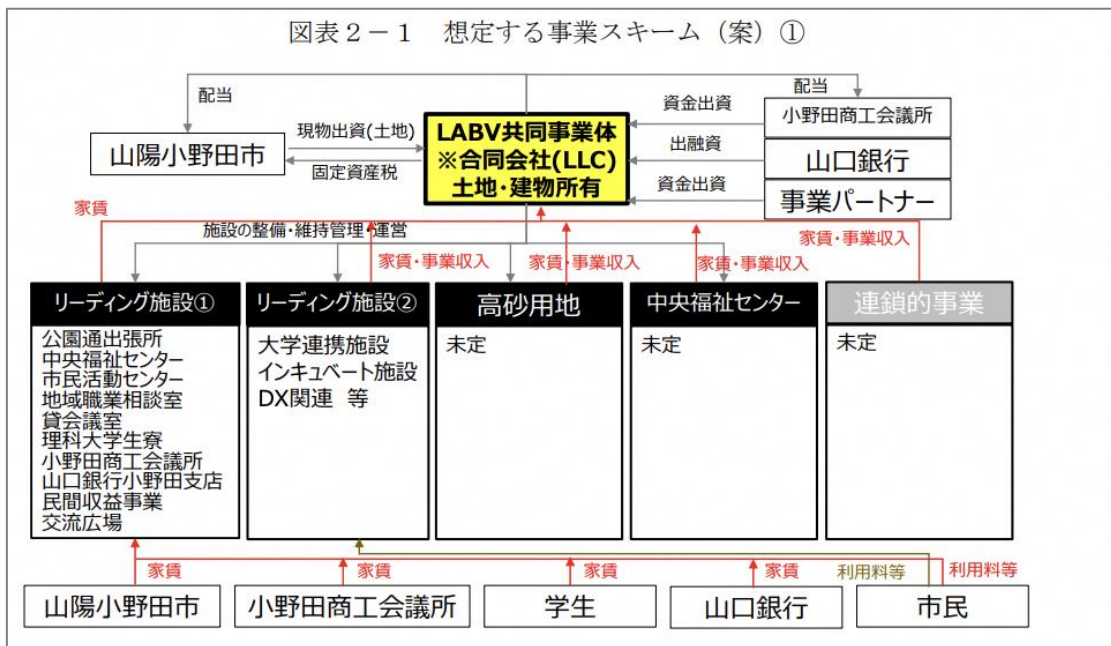 図表２－１　想定する事業スキーム（案）①
配当
配当
資金出資
小野田商工会議所
現物出資(土地)
LABV共同事業体
※合同会社(LLC)
土地・建物所有
出融資
山口銀行
山陽小野田市
固定資産税
資金出資
事業パートナー
家賃
施設の整備・維持管理・運営
家賃・事業収入
家賃・事業収入
家賃・事業収入
家賃・事業収入
リーディング施設①
公園通出張所
中央福祉センター
市民活動センター
地域職業相談室
貸会議室
理科大学生寮
小野田商工会議所
山口銀行小野田支店
民間収益事業
交流広場
リーディング施設②
大学連携施設
インキュベート施設
DX関連 等
高砂用地
未定
中央福祉センター
未定
連鎖的事業
未定
家賃
家賃
家賃
家賃
利用料等
利用料等
山陽小野田市
小野田商工会議所
学生
山口銀行
市民